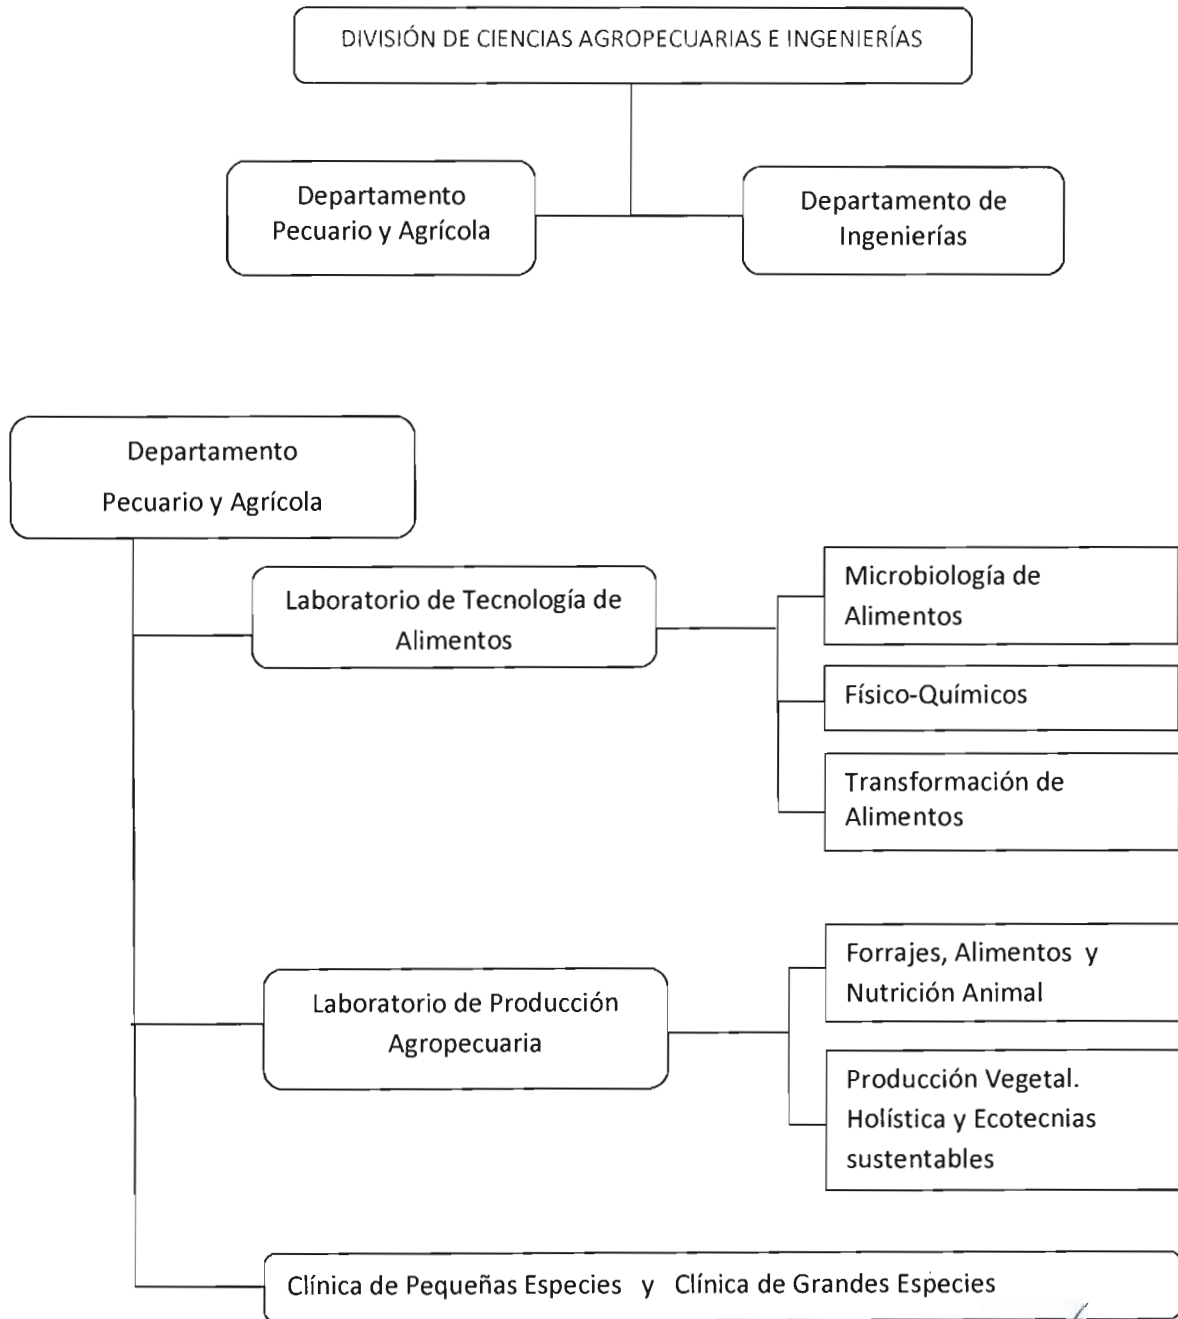 DIVISIÓN DE CIENCIAS AGROPECUARIAS E INGENIERÍAS
Departamento
Pecuario y Agrícola
Departamento de
Ingenierías
Departamento
Pecuario y Agrícola
Laboratorio de Tecnología de
Alimentos
Microbiología de
Alimentos
Físico-Químicos
Transformación de
Alimentos
Laboratorio de Producción
Agropecuaria
Forrajes, Alimentos y
Nutrición Animal
Producción Vegetal.
Holística y Ecotecnias
sustentables
Clínica de Pequeñas Especies y Clínica de Grandes Especies